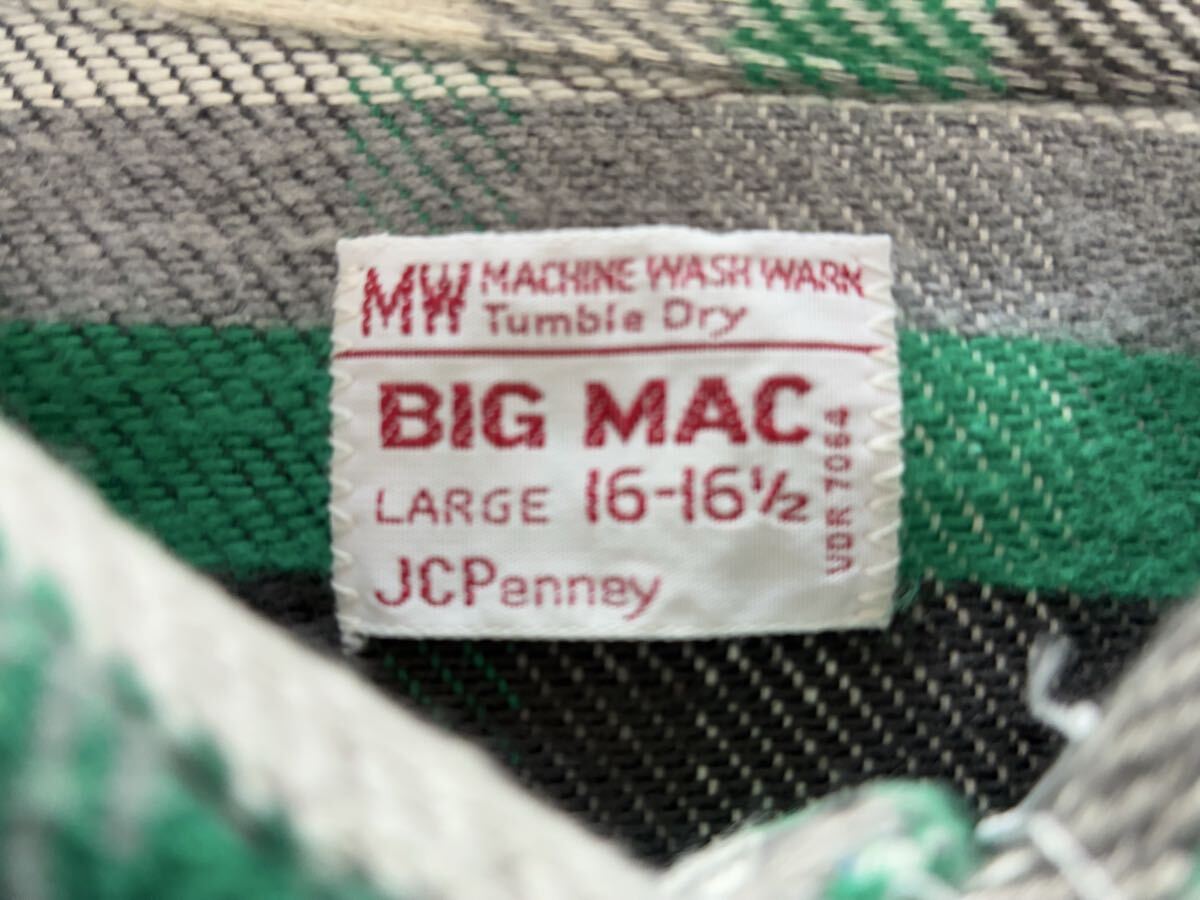 MW MACHINE WASH WARM
Tumble Dry
BIG MAC
LARGE 16-16½
JCPenney
VDR 7064